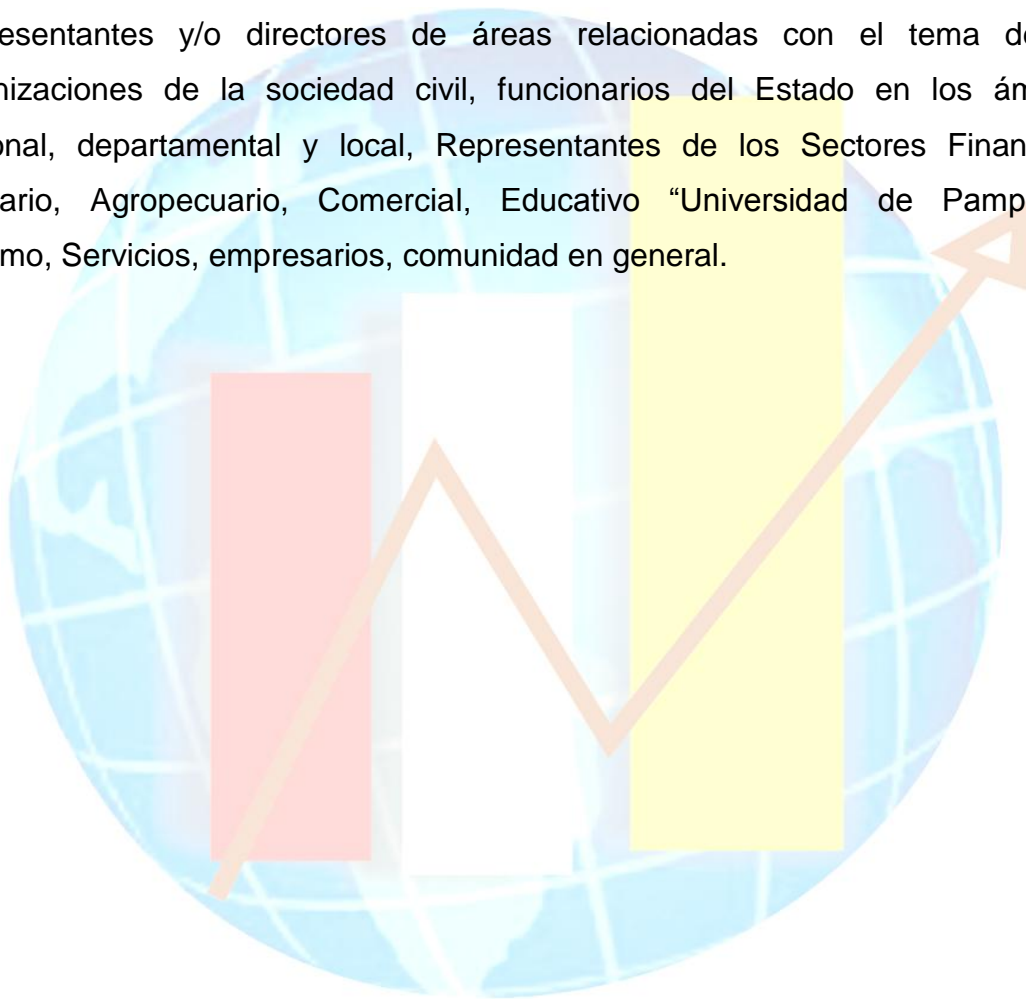 esentantes y/o directores de áreas relacionadas con el tema de
nizaciones de la sociedad civil, funcionarios del Estado en los ám
onal, departamental y local, Representantes de los Sectores Finan
ario, Agropecuario, Comercial, Educativo “Universidad de Pamp
mo, Servicios, empresarios, comunidad en general.